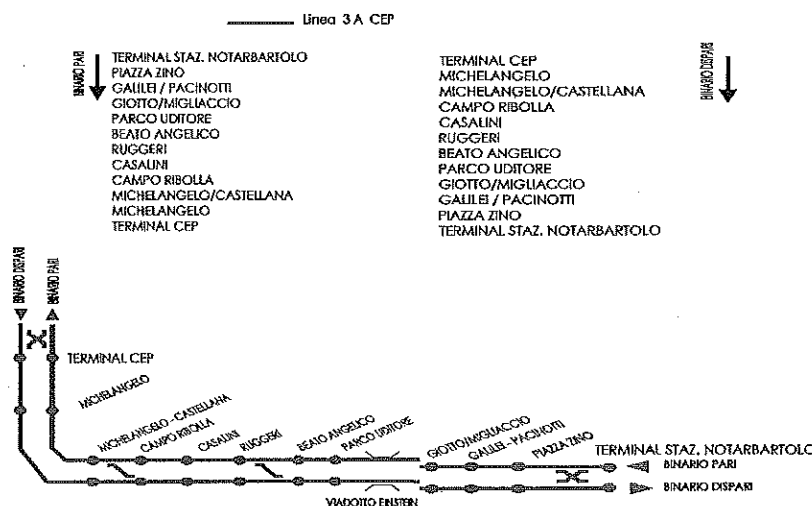 Linea 3A CEP
BINARIO PARI
TERMINAL STAZ. NOTARBARTOLO
PIAZZA ZINO
GALILEI / PACINOTTI
GIOTTO/MIGLIACCIO
PARCO UDITORE
BEATO ANGELICO
RUGGERI
CASALINI
CAMPO RIBOLLA
MICHELANGELO/CASTELLANA
MICHELANGELO
TERMINAL CEP
TERMINAL CEP
MICHELANGELO
MICHELANGELO/CASTELLANA
CAMPO RIBOLLA
CASALINI
RUGGERI
BEATO ANGELICO
PARCO UDITORE
GIOTTO/MIGLIACCIO
GALILEI / PACINOTTI
PIAZZA ZINO
TERMINAL STAZ. NOTARBARTOLO
BINARIO DISPARI
BINARIO DISPARI
BINARIO PARI
TERMINAL CEP
MICHELANGELO
MICHELANGELO - CASTELLANA
CAMPO RIBOLLA
CASALINI
RUGGERI
BEATO ANGELICO
PARCO UDITORE
GIOTTO/MIGLIACCIO
GALILEI - PACINOTTI
PIAZZA ZINO
TERMINAL STAZ. NOTARBARTOLO
BINARIO PARI
BINARIO DISPARI
VIADOTTO EINSTEIN